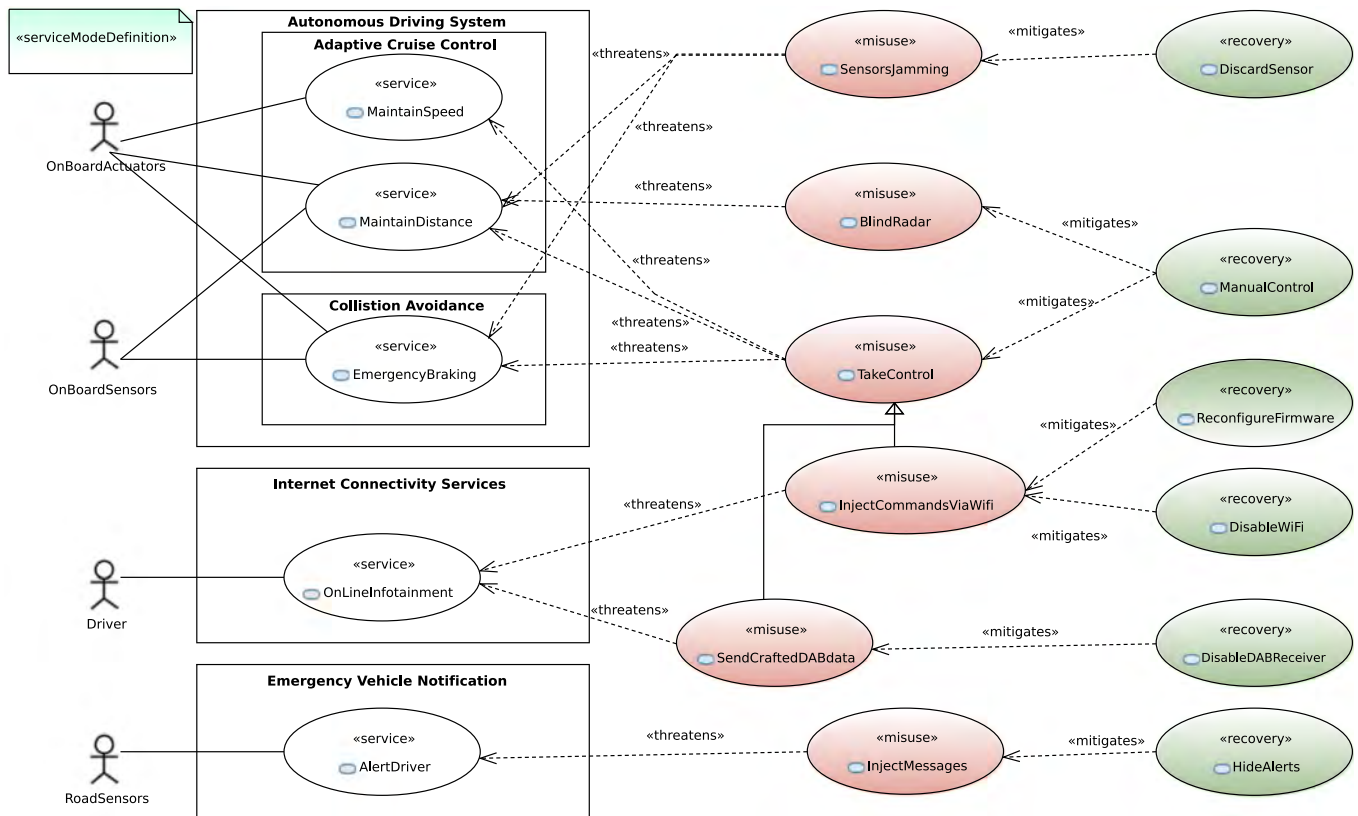 «serviceModeDefinition»
Autonomous Driving System
Adaptive Cruise Control
«service»
MaintainSpeed
«service»
MaintainDistance
Collistion Avoidance
«service»
EmergencyBraking
OnBoardActuators
OnBoardSensors
Internet Connectivity Services
«service»
OnLineInfotainment
Driver
Emergency Vehicle Notification
«service»
AlertDriver
RoadSensors
«threatens»
«threatens»
«threatens»
«threatens»
«threatens»
«threatens»
«threatens»
«threatens»
«threatens»
«misuse»
SensorsJamming
«misuse»
BlindRadar
«misuse»
TakeControl
«misuse»
InjectCommandsViaWifi
«misuse»
SendCraftedDABdata
«misuse»
InjectMessages
«mitigates»
«mitigates»
«mitigates»
«mitigates»
«mitigates»
«mitigates»
«mitigates»
«recovery»
DiscardSensor
«recovery»
ManualControl
«recovery»
ReconfigureFirmware
«recovery»
DisableWiFi
«recovery»
DisableDABReceiver
«recovery»
HideAlerts